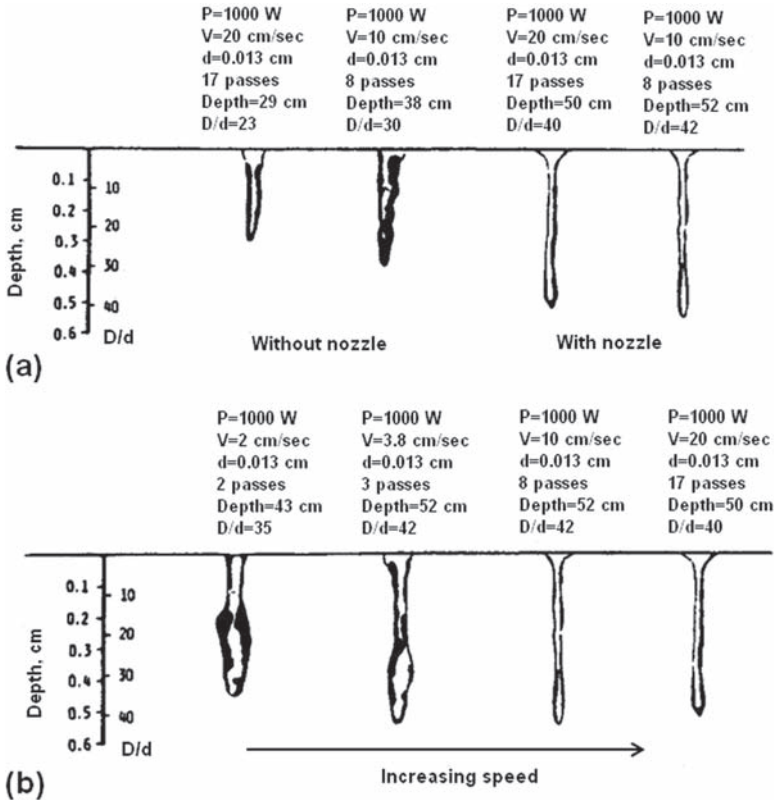 P=1000 W
V=20 cm/sec
d=0.013 cm
17 passes
Depth=29 cm
D/d=23
P=1000 W
V=10 cm/sec
d=0.013 cm
8 passes
Depth=38 cm
D/d=30
P=1000 W
V=20 cm/sec
d=0.013 cm
17 passes
Depth=50 cm
D/d=40
P=1000 W
V=10 cm/sec
d=0.013 cm
8 passes
Depth=52 cm
D/d=42
Depth, cm
0.1
0.2
0.3
0.4
0.5
0.6
10
20
30
40
D/d
Without nozzle
With nozzle
(a)
P=1000 W
V=2 cm/sec
d=0.013 cm
2 passes
Depth=43 cm
D/d=35
P=1000 W
V=3.8 cm/sec
d=0.013 cm
3 passes
Depth=52 cm
D/d=42
P=1000 W
V=10 cm/sec
d=0.013 cm
8 passes
Depth=52 cm
D/d=42
P=1000 W
V=20 cm/sec
d=0.013 cm
17 passes
Depth=50 cm
D/d=40
Depth, cm
0.1
0.2
0.3
0.4
0.5
0.6
10
20
30
40
D/d
Increasing speed
(b)